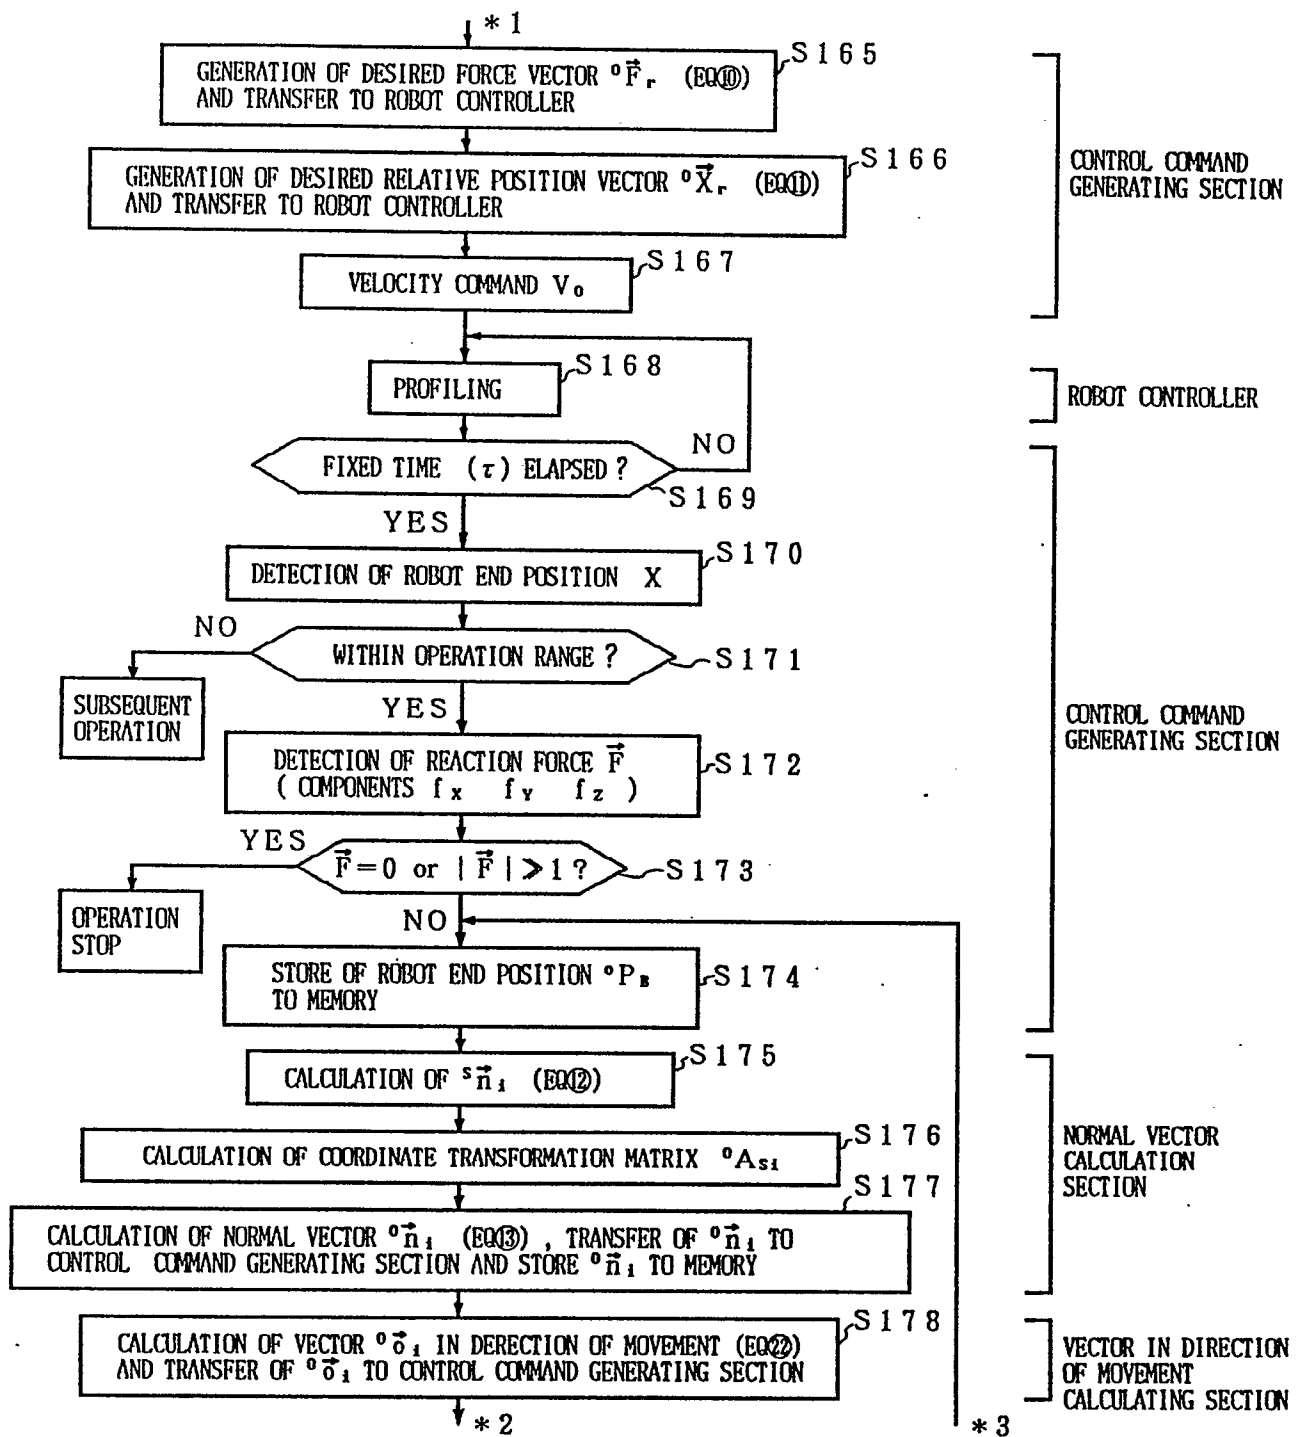 *1
S165
GENERATION OF DESIRED FORCE VECTOR ⁰F⃗r (EQ⑩)
AND TRANSFER TO ROBOT CONTROLLER
S166
GENERATION OF DESIRED RELATIVE POSITION VECTOR ⁰X⃗r (EQ⑪)
AND TRANSFER TO ROBOT CONTROLLER
CONTROL COMMAND
GENERATING SECTION
S167
VELOCITY COMMAND V₀
S168
PROFILING
ROBOT CONTROLLER
NO
FIXED TIME (τ) ELAPSED?
S169
YES
S170
DETECTION OF ROBOT END POSITION X
NO
WITHIN OPERATION RANGE?
S171
SUBSEQUENT
OPERATION
YES
CONTROL COMMAND
GENERATING SECTION
DETECTION OF REACTION FORCE F⃗
( COMPONENTS fX fY fZ )
S172
YES
F⃗=0 or | F⃗ | ≫ 1?
S173
OPERATION
STOP
NO
STORE OF ROBOT END POSITION ⁰PB
TO MEMORY
S174
S175
CALCULATION OF ˢn⃗i (EQ⑫)
S176
CALCULATION OF COORDINATE TRANSFORMATION MATRIX ⁰ASi
NORMAL VECTOR
CALCULATION
SECTION
S177
CALCULATION OF NORMAL VECTOR ⁰n⃗i (EQ⑬), TRANSFER OF ⁰n⃗i TO
CONTROL COMMAND GENERATING SECTION AND STORE ⁰n⃗i TO MEMORY
S178
CALCULATION OF VECTOR ⁰o⃗i IN DERECTION OF MOVEMENT (EQ㉒)
AND TRANSFER OF ⁰o⃗i TO CONTROL COMMAND GENERATING SECTION
VECTOR IN DIRECTION
OF MOVEMENT
CALCULATING SECTION
*2
*3